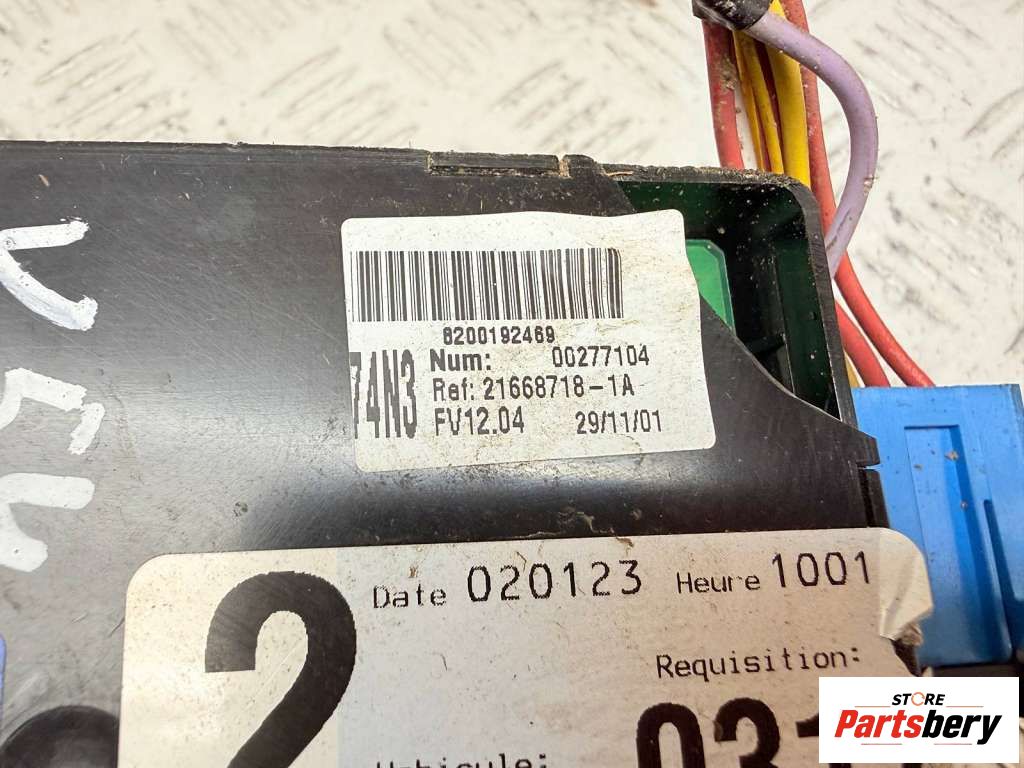 8200192469
74N3
Num: 00277104
Ref: 21668718-1A
FV12.04 29/11/01
2
Date 020123 Heure 1001
Requisition:
Vehicule:
STORE
Partsbery